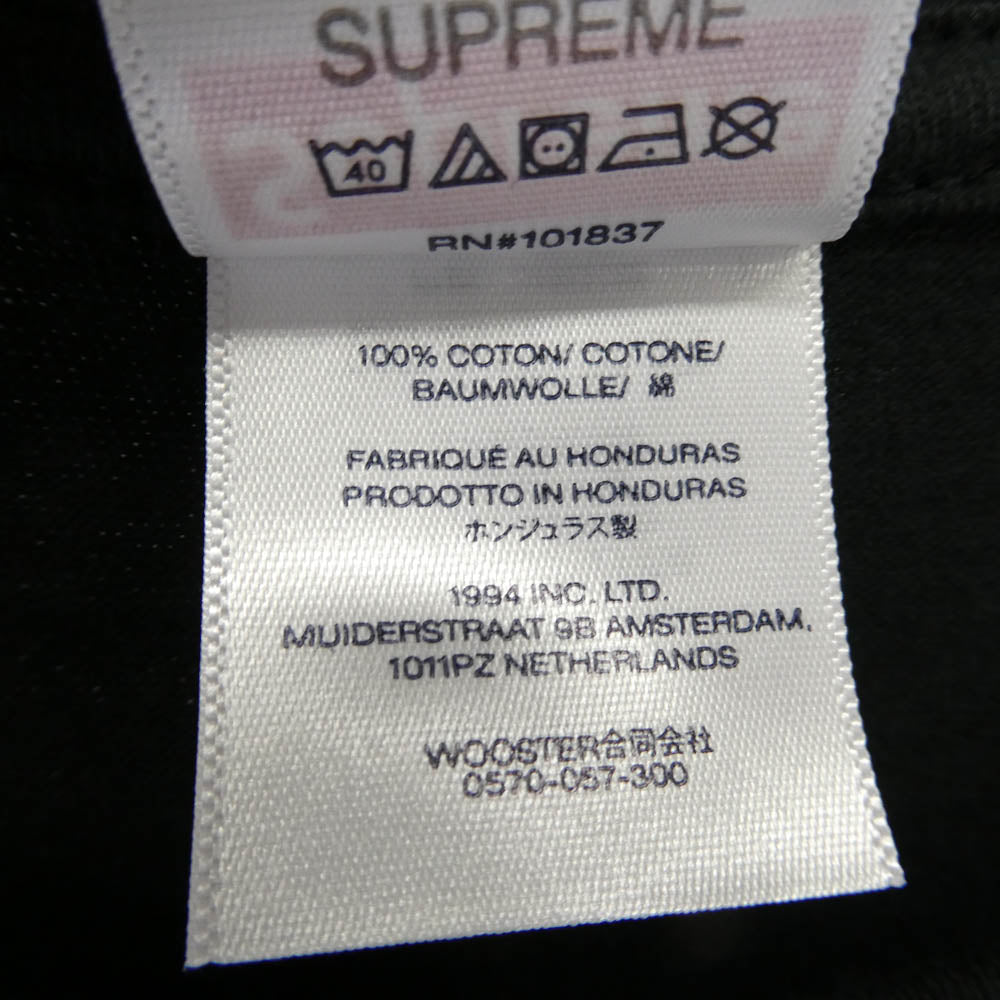 SUPREME
40
RN#101837
100% COTON/ COTONE/
BAUMWOLLE/ 綿
FABRIQUÉ AU HONDURAS
PRODOTTO IN HONDURAS
ホンジュラス製
1994 INC. LTD.
MUIDERSTRAAT 9B AMSTERDAM,
1011PZ NETHERLANDS
WOOSTER合同会社
0570-057-300